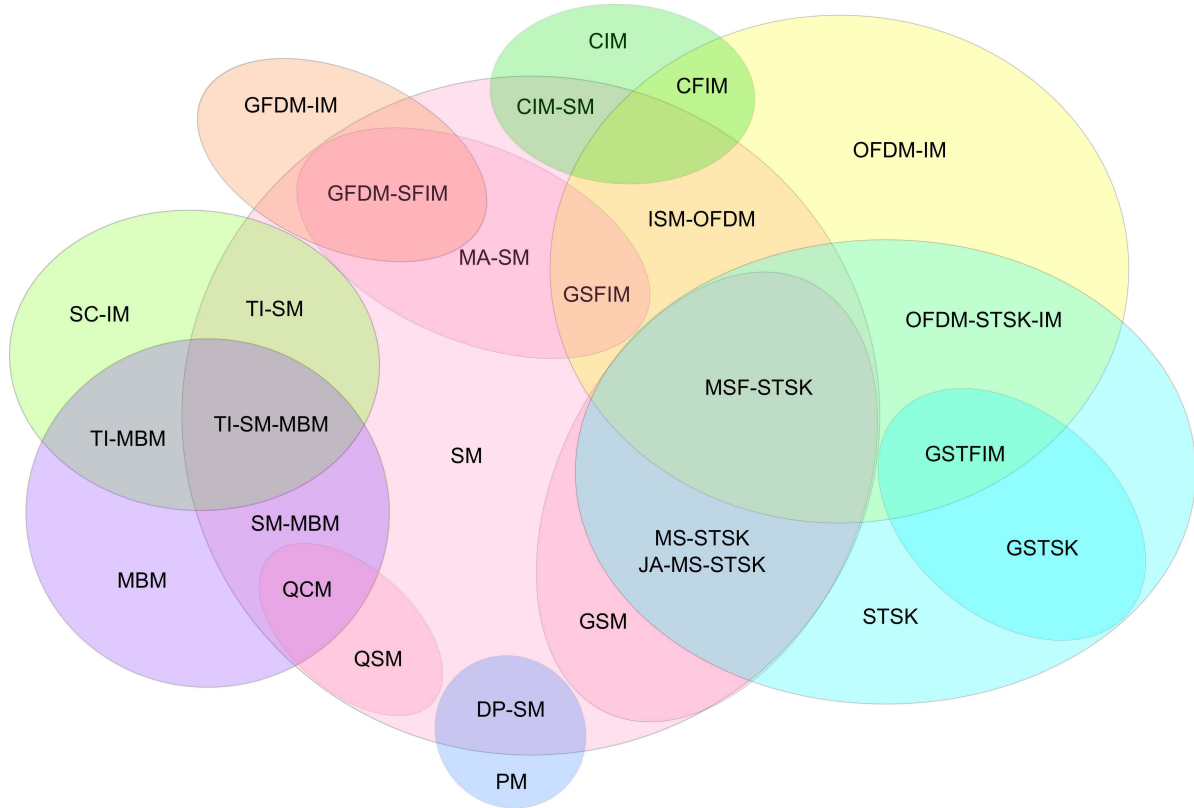 CIM
CFIM
GFDM-IM
CIM-SM
OFDM-IM
GFDM-SFIM
ISM-OFDM
MA-SM
GSFIM
SC-IM
TI-SM
OFDM-STSK-IM
MSF-STSK
TI-MBM
TI-SM-MBM
SM
GSTFIM
SM-MBM
MS-STSK
JA-MS-STSK
GSTSK
MBM
QCM
GSM
STSK
QSM
DP-SM
PM